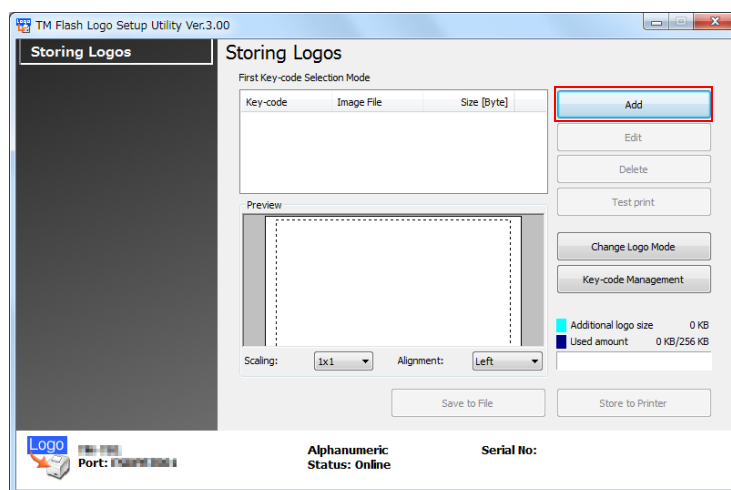 TM Flash Logo Setup Utility Ver.3.00
Storing Logos
Storing Logos
First Key-code Selection Mode
Key-code Image File Size [Byte]
Add
Edit
Delete
Test print
Preview
Change Logo Mode
Key-code Management
Additional logo size 0 KB
Used amount 0 KB/256 KB
Scaling: 1x1 Alignment: Left
Save to File
Store to Printer
Logo
Port:
Alphanumeric
Status: Online
Serial No: